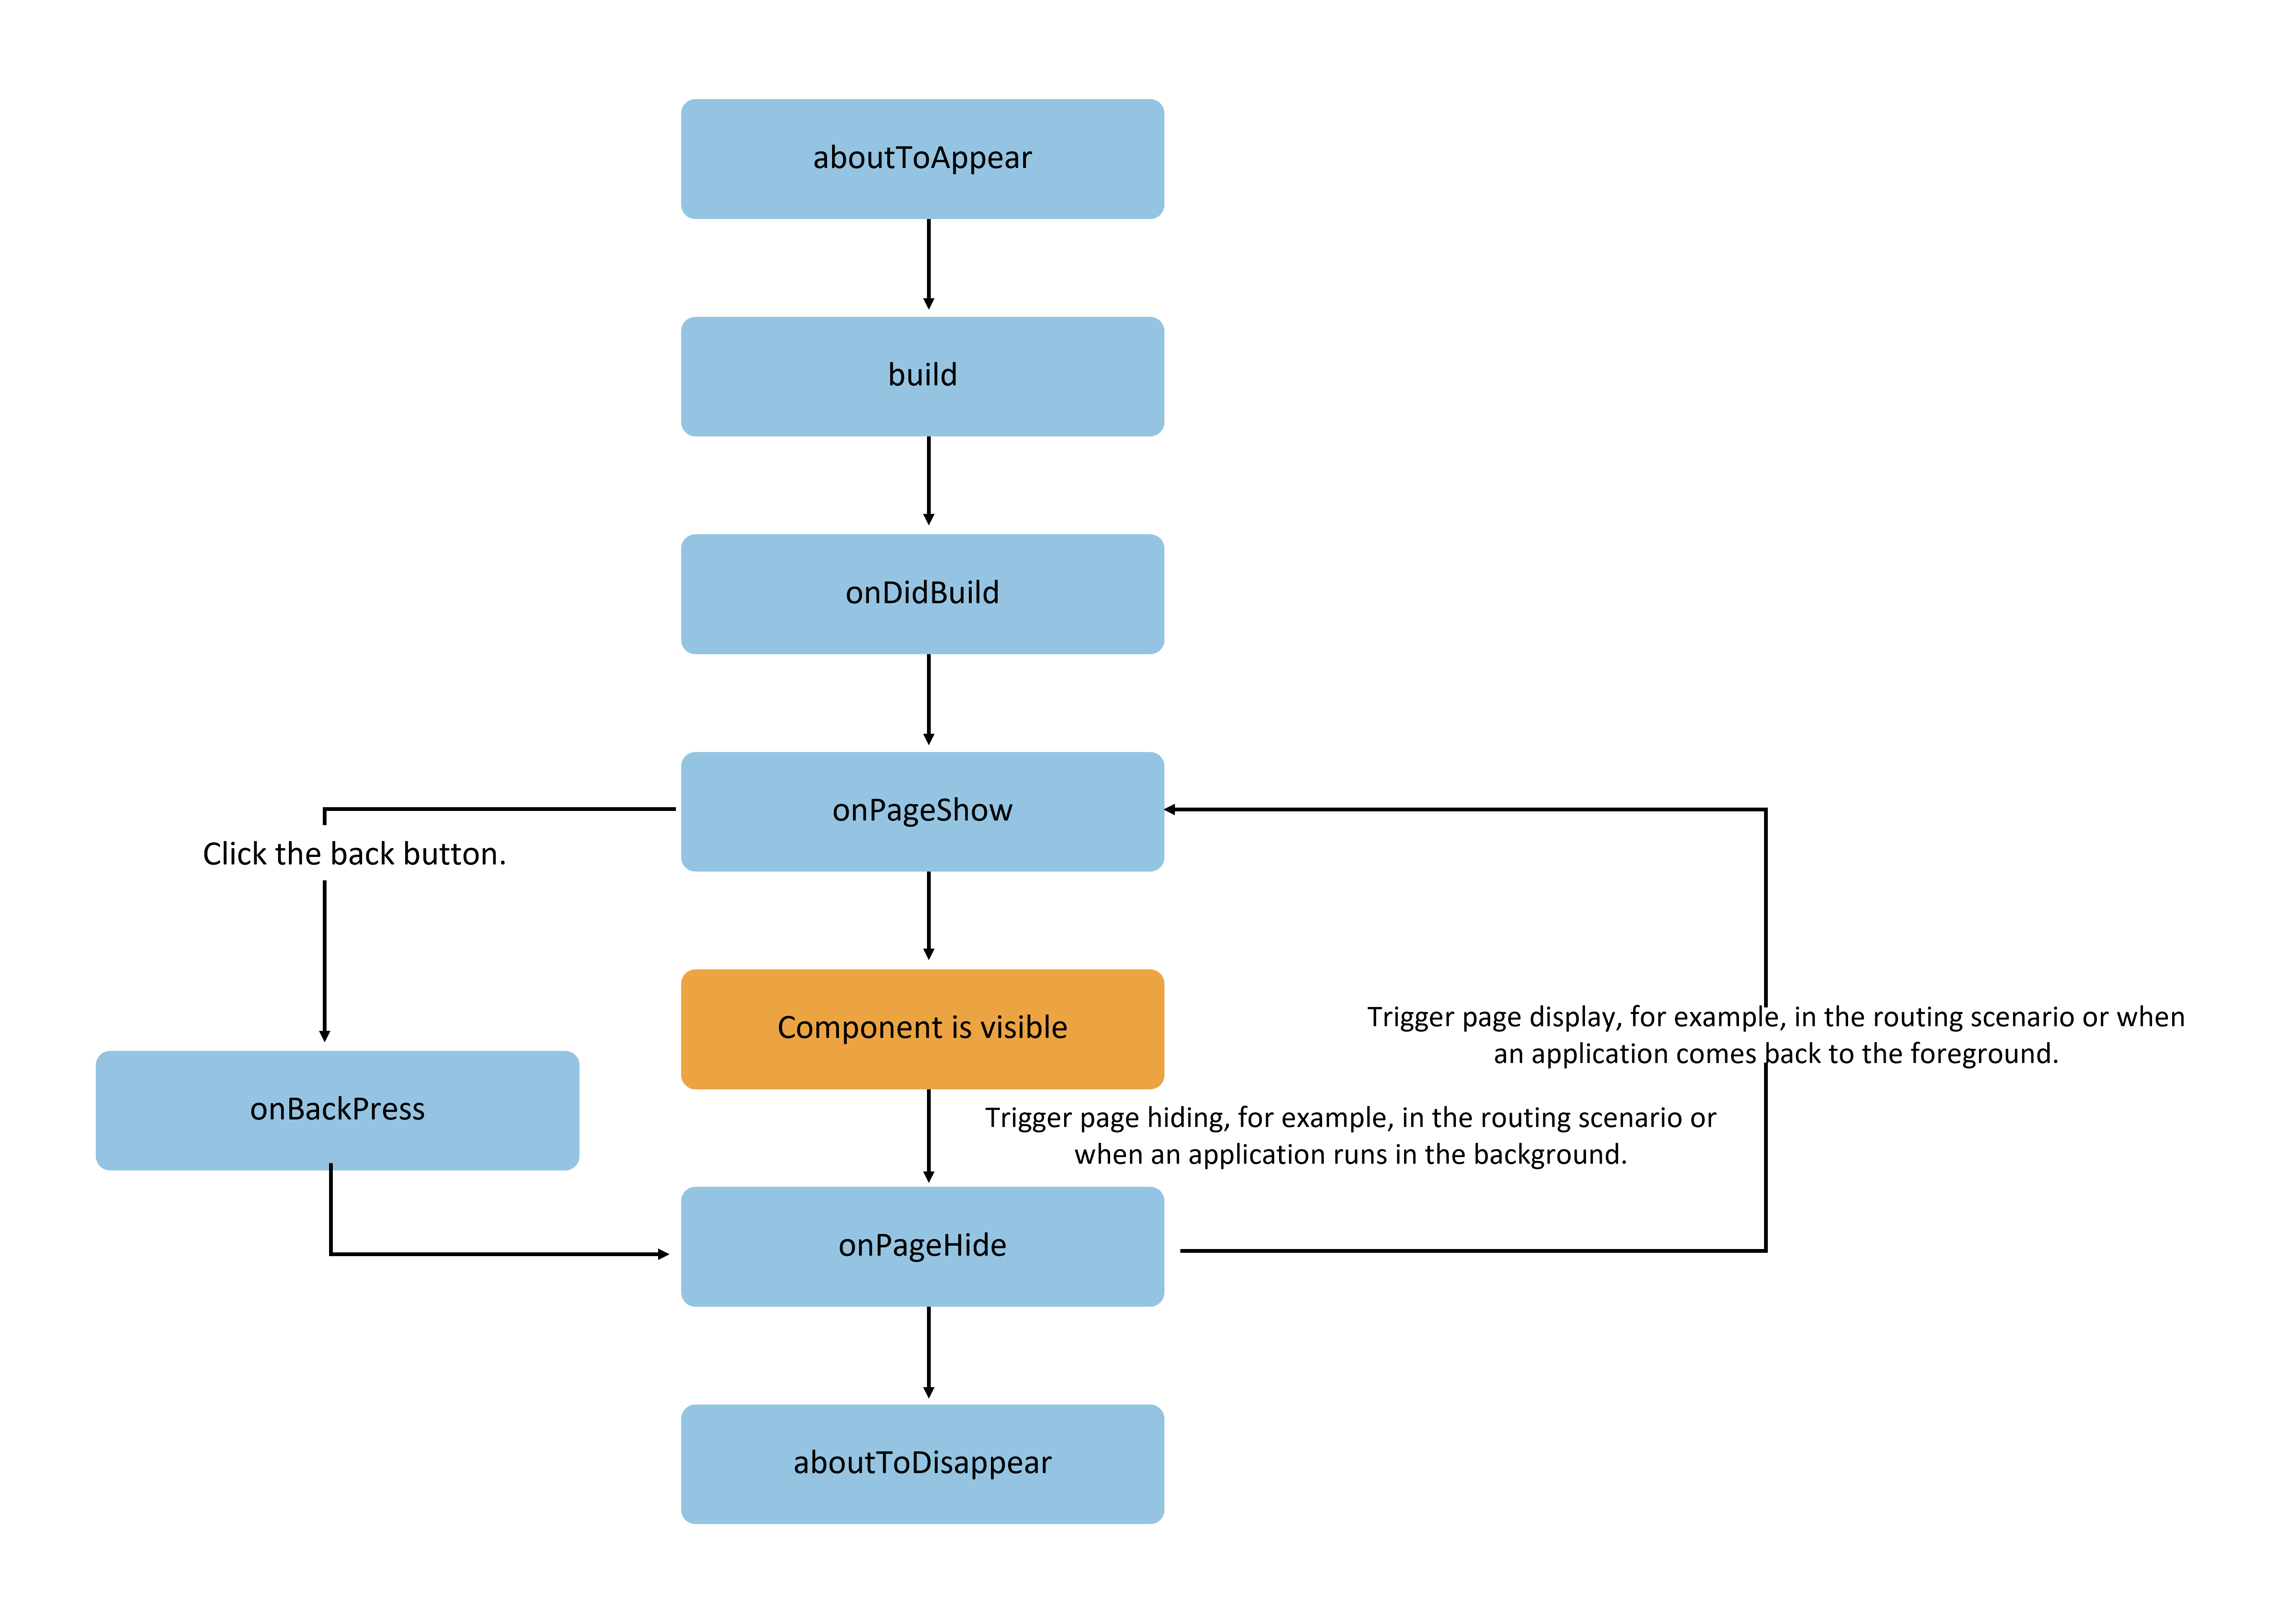 aboutToAppear
build
onDidBuild
onPageShow
Click the back button.
Component is visible
Trigger page display, for example, in the routing scenario or when
an application comes back to the foreground.
onBackPress
Trigger page hiding, for example, in the routing scenario or
when an application runs in the background.
onPageHide
aboutToDisappear